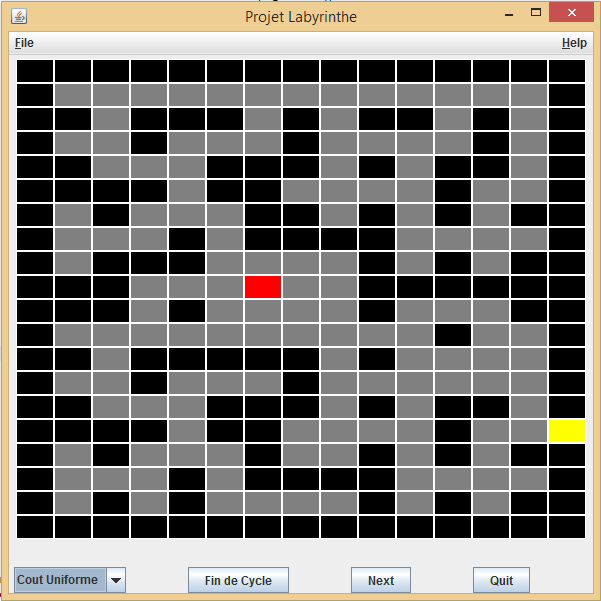 Projet Labyrinthe
File Help
Cout Uniforme Fin de Cycle Next Quit